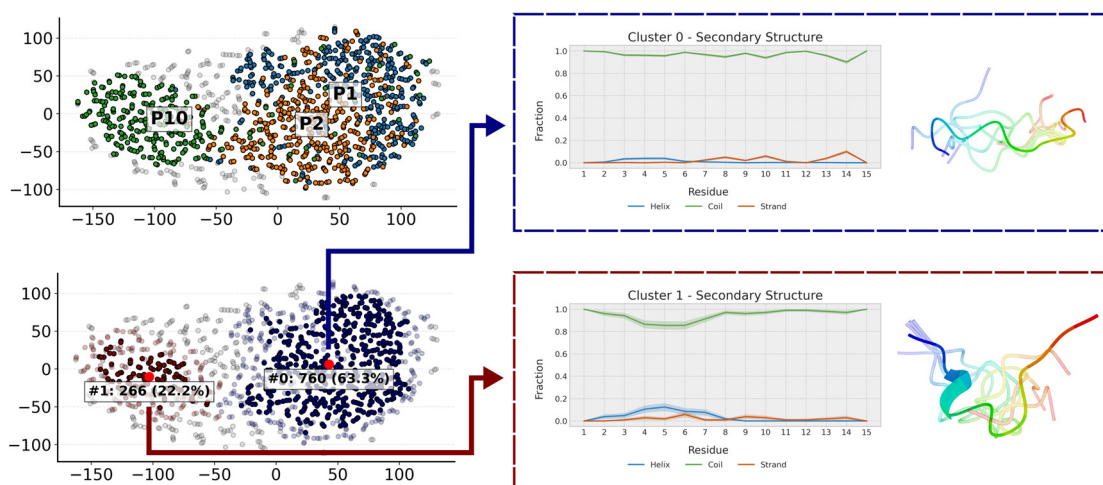 100
50
0
−50
−100
−150 −100 −50 0 50 100
P10
P1
P2
Cluster 0 - Secondary Structure
Fraction
1.0
0.8
0.6
0.4
0.2
0.0
1 2 3 4 5 6 7 8 9 10 11 12 13 14 15
Residue
Helix Coil Strand
100
50
0
−50
−100
−150 −100 −50 0 50 100
#0: 760 (63.3%)
#1: 266 (22.2%)
Cluster 1 - Secondary Structure
Fraction
1.0
0.8
0.6
0.4
0.2
0.0
1 2 3 4 5 6 7 8 9 10 11 12 13 14 15
Residue
Helix Coil Strand